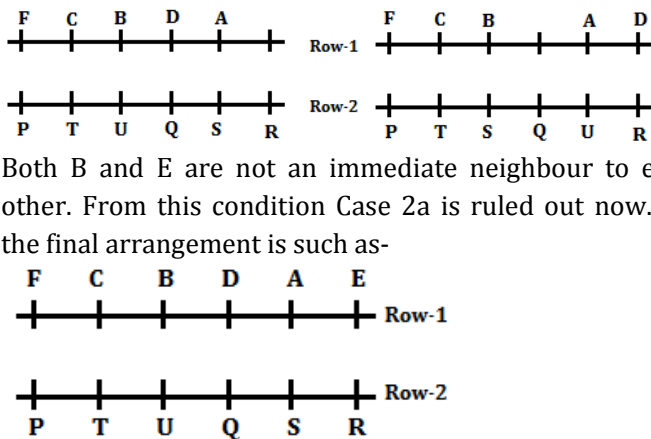 F C B D A F C B A D
Row-1
Row-2
P T U Q S R P T S Q U R
Both B and E are not an immediate neighbour to e
other. From this condition Case 2a is ruled out now.
the final arrangement is such as-
F C B D A E
Row-1
Row-2
P T U Q S R